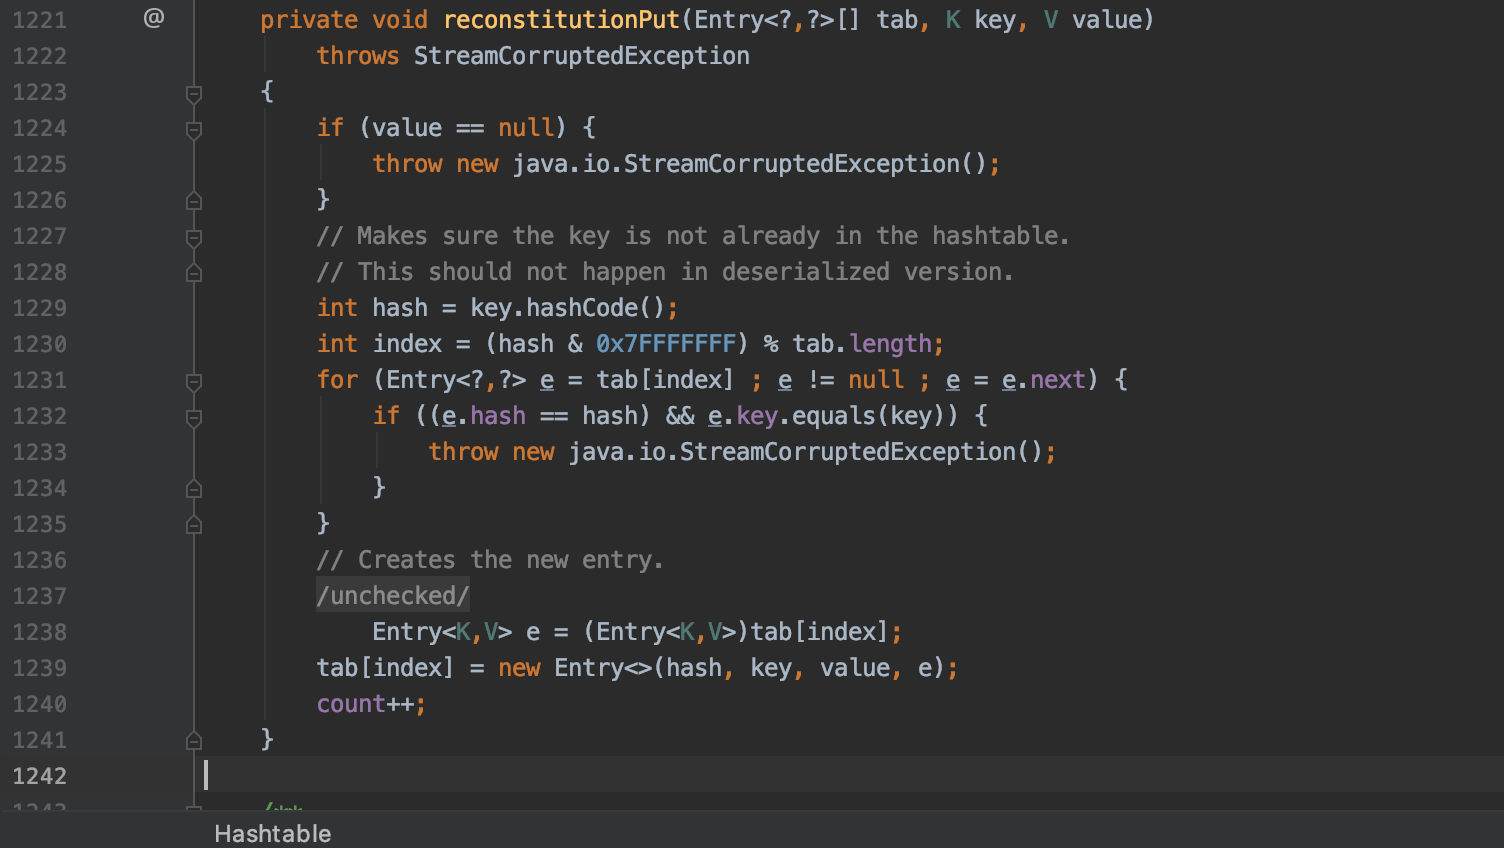 1221 @ private void reconstitutionPut(Entry<?,?>[] tab, K key, V value)
1222 throws StreamCorruptedException
1223 {
1224 if (value == null) {
1225 throw new java.io.StreamCorruptedException();
1226 }
1227 // Makes sure the key is not already in the hashtable.
1228 // This should not happen in deserialized version.
1229 int hash = key.hashCode();
1230 int index = (hash & 0x7FFFFFFF) % tab.length;
1231 for (Entry<?,?> e = tab[index] ; e != null ; e = e.next) {
1232 if ((e.hash == hash) && e.key.equals(key)) {
1233 throw new java.io.StreamCorruptedException();
1234 }
1235 }
1236 // Creates the new entry.
1237 /unchecked/
1238 Entry<K,V> e = (Entry<K,V>)tab[index];
1239 tab[index] = new Entry<>(hash, key, value, e);
1240 count++;
1241 }
1242
1243 /**
Hashtable